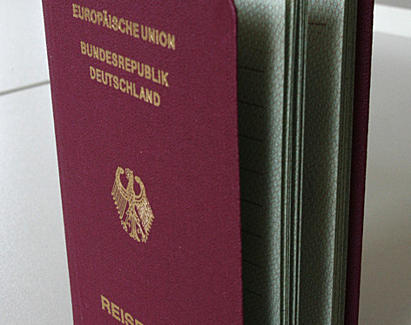 EUROPÄISCHE UNION
BUNDESREPUBLIK
DEUTSCHLAND
REISE